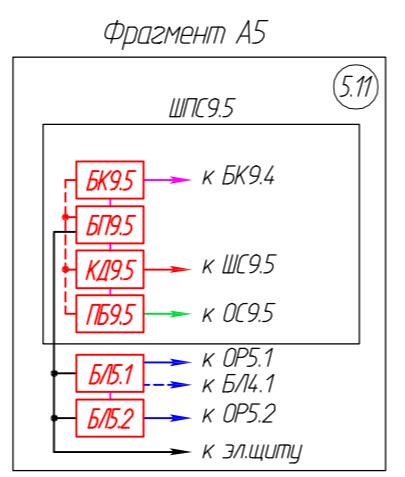 Фрагмент А5
5.11
ШПС9.5
БК9.5
к БК9.4
БП9.5
КД9.5
к ШС9.5
ПБ9.5
к ОС9.5
БЛ5.1
к ОР5.1
к БЛ4.1
БЛ5.2
к ОР5.2
к эл.щиту